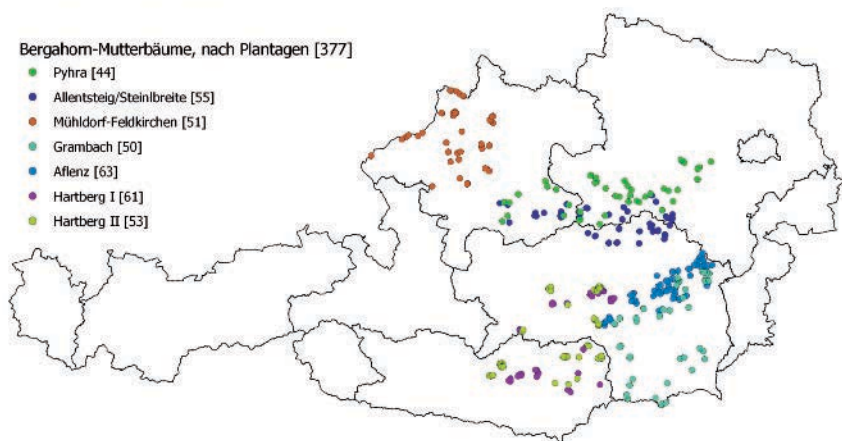 Bergahorn-Mutterbäume, nach Plantagen [377]
Pyhra [44]
Allentsteig/Steinlbreite [55]
Mühldorf-Feldkirchen [51]
Grambach [50]
Aflenz [63]
Hartberg I [61]
Hartberg II [53]